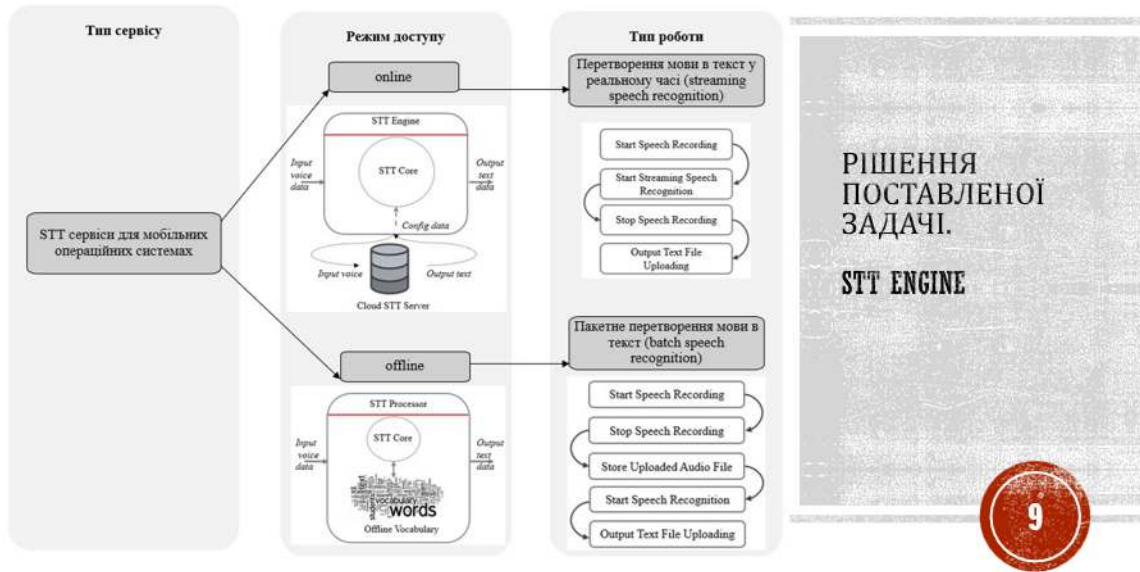 Тип сервісу
STT сервіси для мобільних
операційних системах
Режим доступу
online
STT Engine
STT Core
Input
voice
data
Output
text
data
Config data
Input voice
Output text
Cloud STT Server
offline
STT Processor
STT Core
Input
voice
data
Output
text
data
vocabulary
words
students
Offline Vocabulary
Тип роботи
Перетворення мови в текст у
реальному часі (streaming
speech recognition)
Start Speech Recording
Start Streaming Speech
Recognition
Stop Speech Recording
Output Text File
Uploading
Пакетне перетворення мови в
текст (batch speech
recognition)
Start Speech Recording
Stop Speech Recording
Store Uploaded Audio File
Start Speech Recognition
Output Text File Uploading
РІШЕННЯ
ПОСТАВЛЕНОЇ
ЗАДАЧІ.
STT ENGINE
9